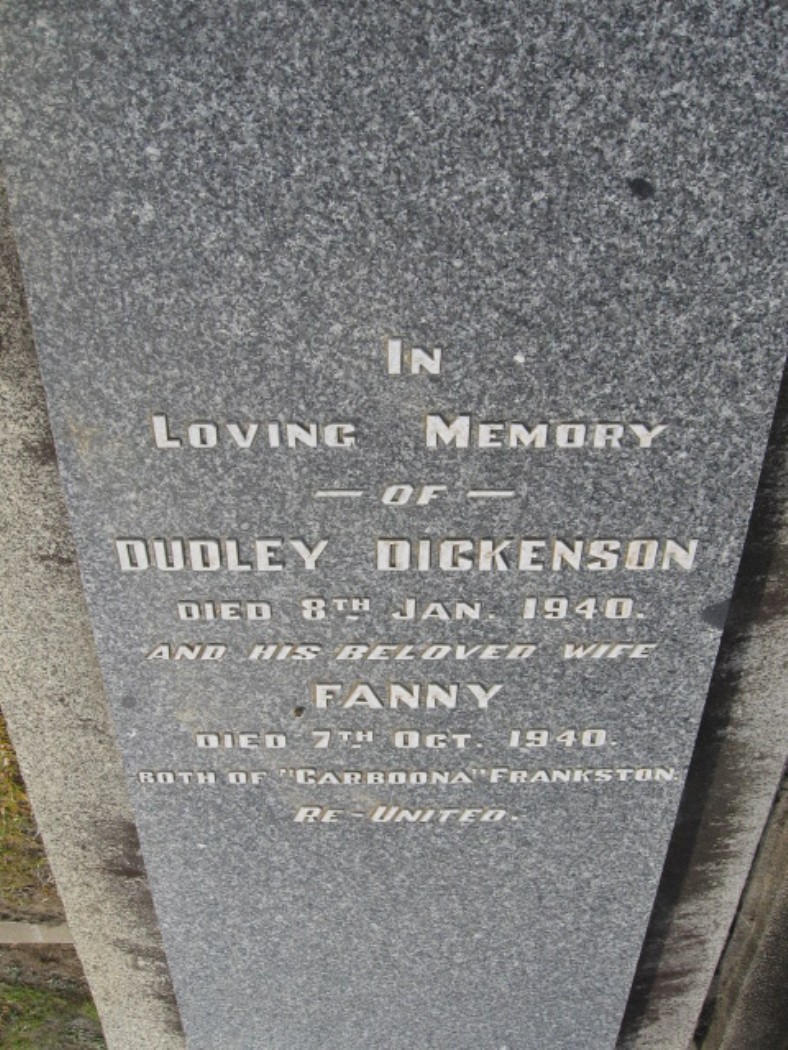 In
Loving Memory
— OF —
DUDLEY DICKENSON
DIED 8TH JAN. 1940.
AND HIS BELOVED WIFE
FANNY
DIED 7TH OCT. 1940.
BOTH OF "CARBOONA" FRANKSTON.
RE-UNITED.